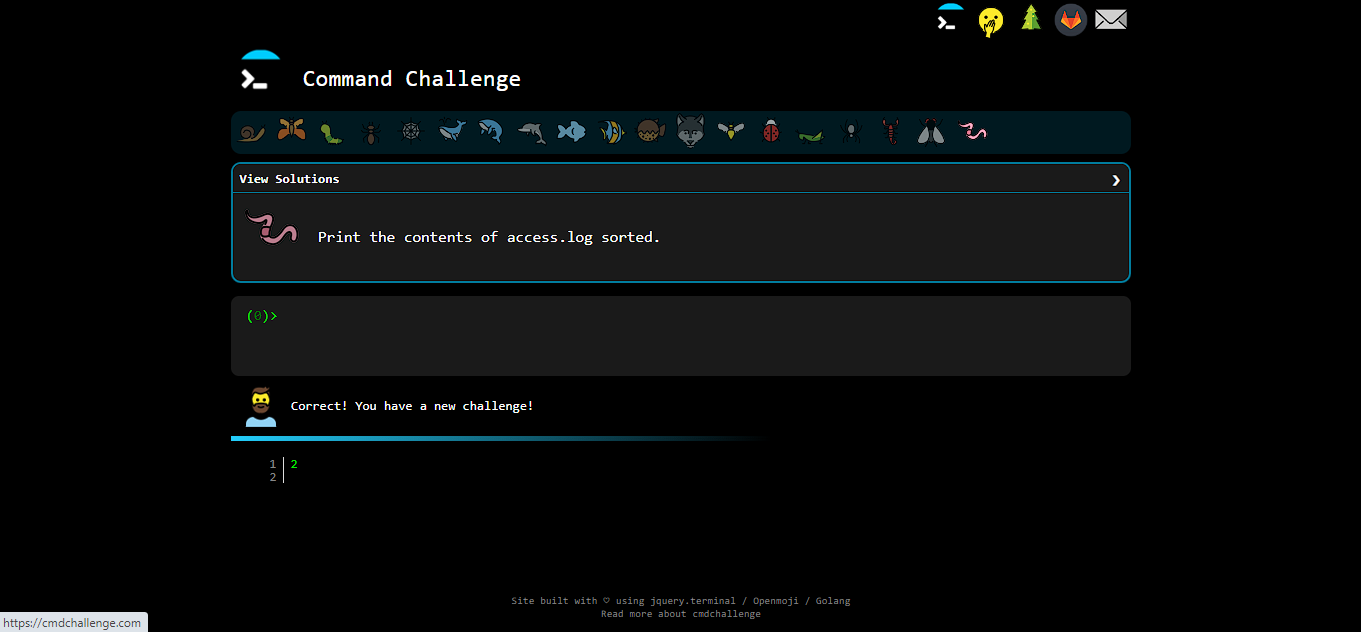 Command Challenge
View Solutions
Print the contents of access.log sorted.
(0)>
Correct! You have a new challenge!
1 2
2
Site built with ♡ using jquery.terminal / Openmoji / Golang
Read more about cmdchallenge
https://cmdchallenge.com